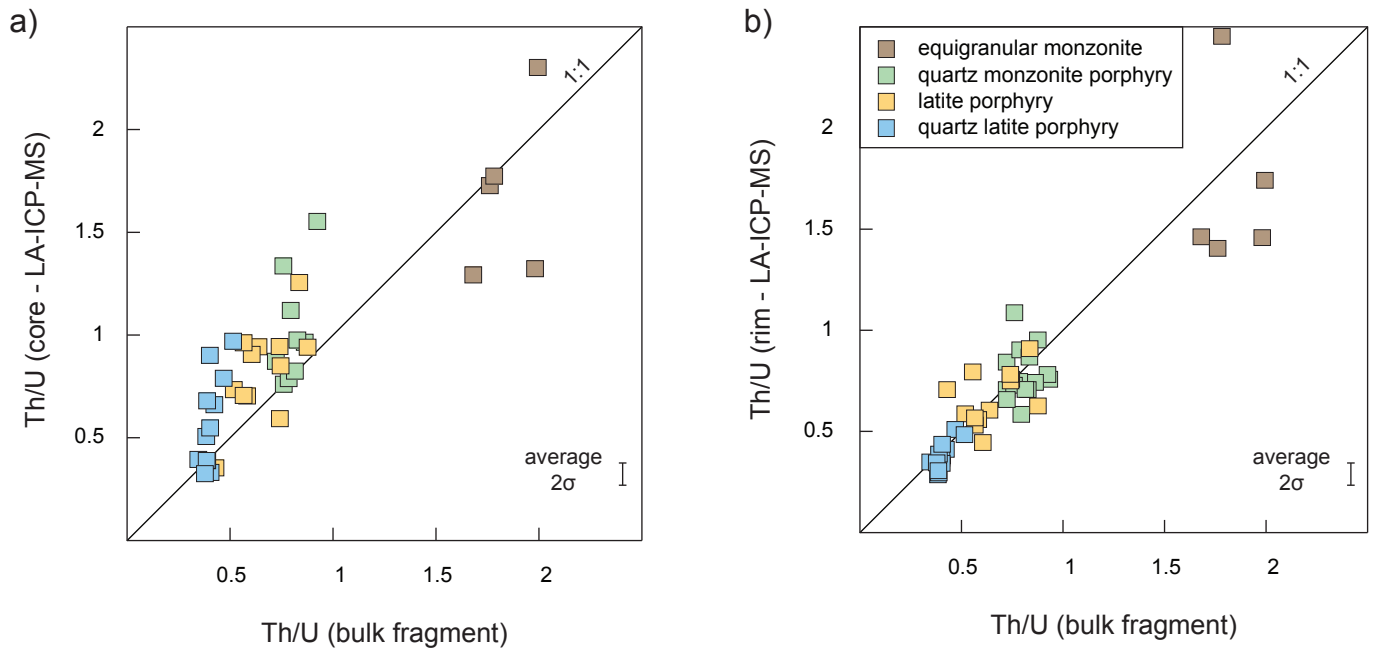 a)
Th/U (core - LA-ICP-MS)
2
1.5
1
0.5
1:1
average
2σ
0.5
1
1.5
2
Th/U (bulk fragment)
b)
equigranular monzonite
quartz monzonite porphyry
latite porphyry
quartz latite porphyry
Th/U (rim - LA-ICP-MS)
2
1.5
1
0.5
1:1
average
2σ
0.5
1
1.5
2
Th/U (bulk fragment)